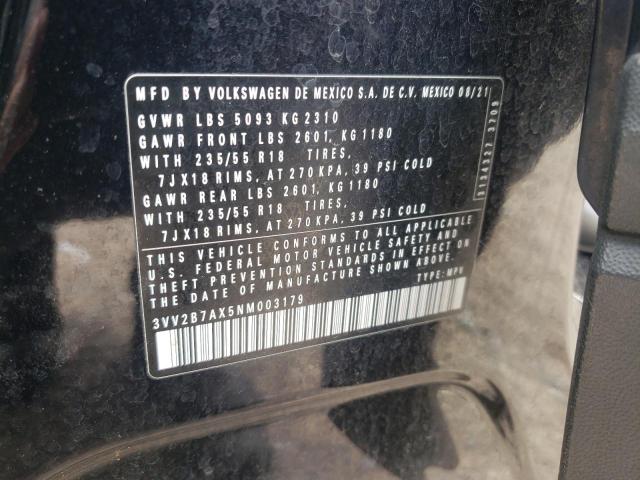 MFD BY VOLKSWAGEN DE MEXICO S.A. DE C.V. MEXICO 08/21
GVWR LBS 5093 KG 2310
GAWR FRONT LBS 2601, KG 1180
WITH 235/55 R18 TIRES,
7JX18 RIMS, AT 270 KPA, 39 PSI COLD
GAWR REAR LBS 2601, KG 1180
WITH 235/55 R18 TIRES,
7JX18 RIMS, AT 270 KPA, 39 PSI COLD
THIS VEHICLE CONFORMS TO ALL APPLICABLE
U.S. FEDERAL MOTOR VEHICLE SAFETY AND
THEFT PREVENTION STANDARDS IN EFFECT ON
THE DATE OF MANUFACTURE SHOWN ABOVE.
TYPE: MPV
3VV2B7AX5NM003179